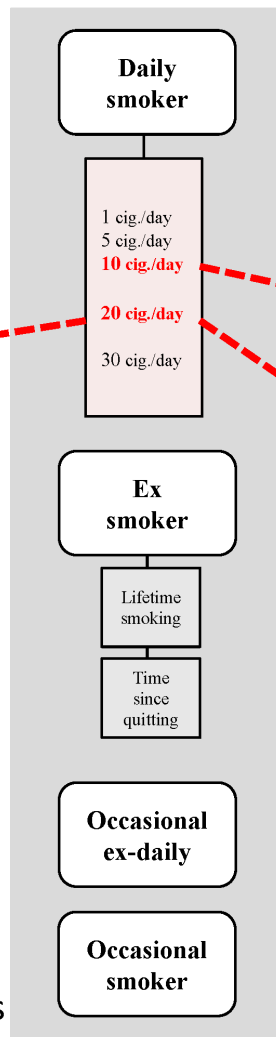 Daily
smoker
1 cig./day
5 cig./day
10 cig./day
20 cig./day
30 cig./day
Ex
smoker
Lifetime
smoking
Time
since
quitting
Occasional
ex-daily
Occasional
smoker
s